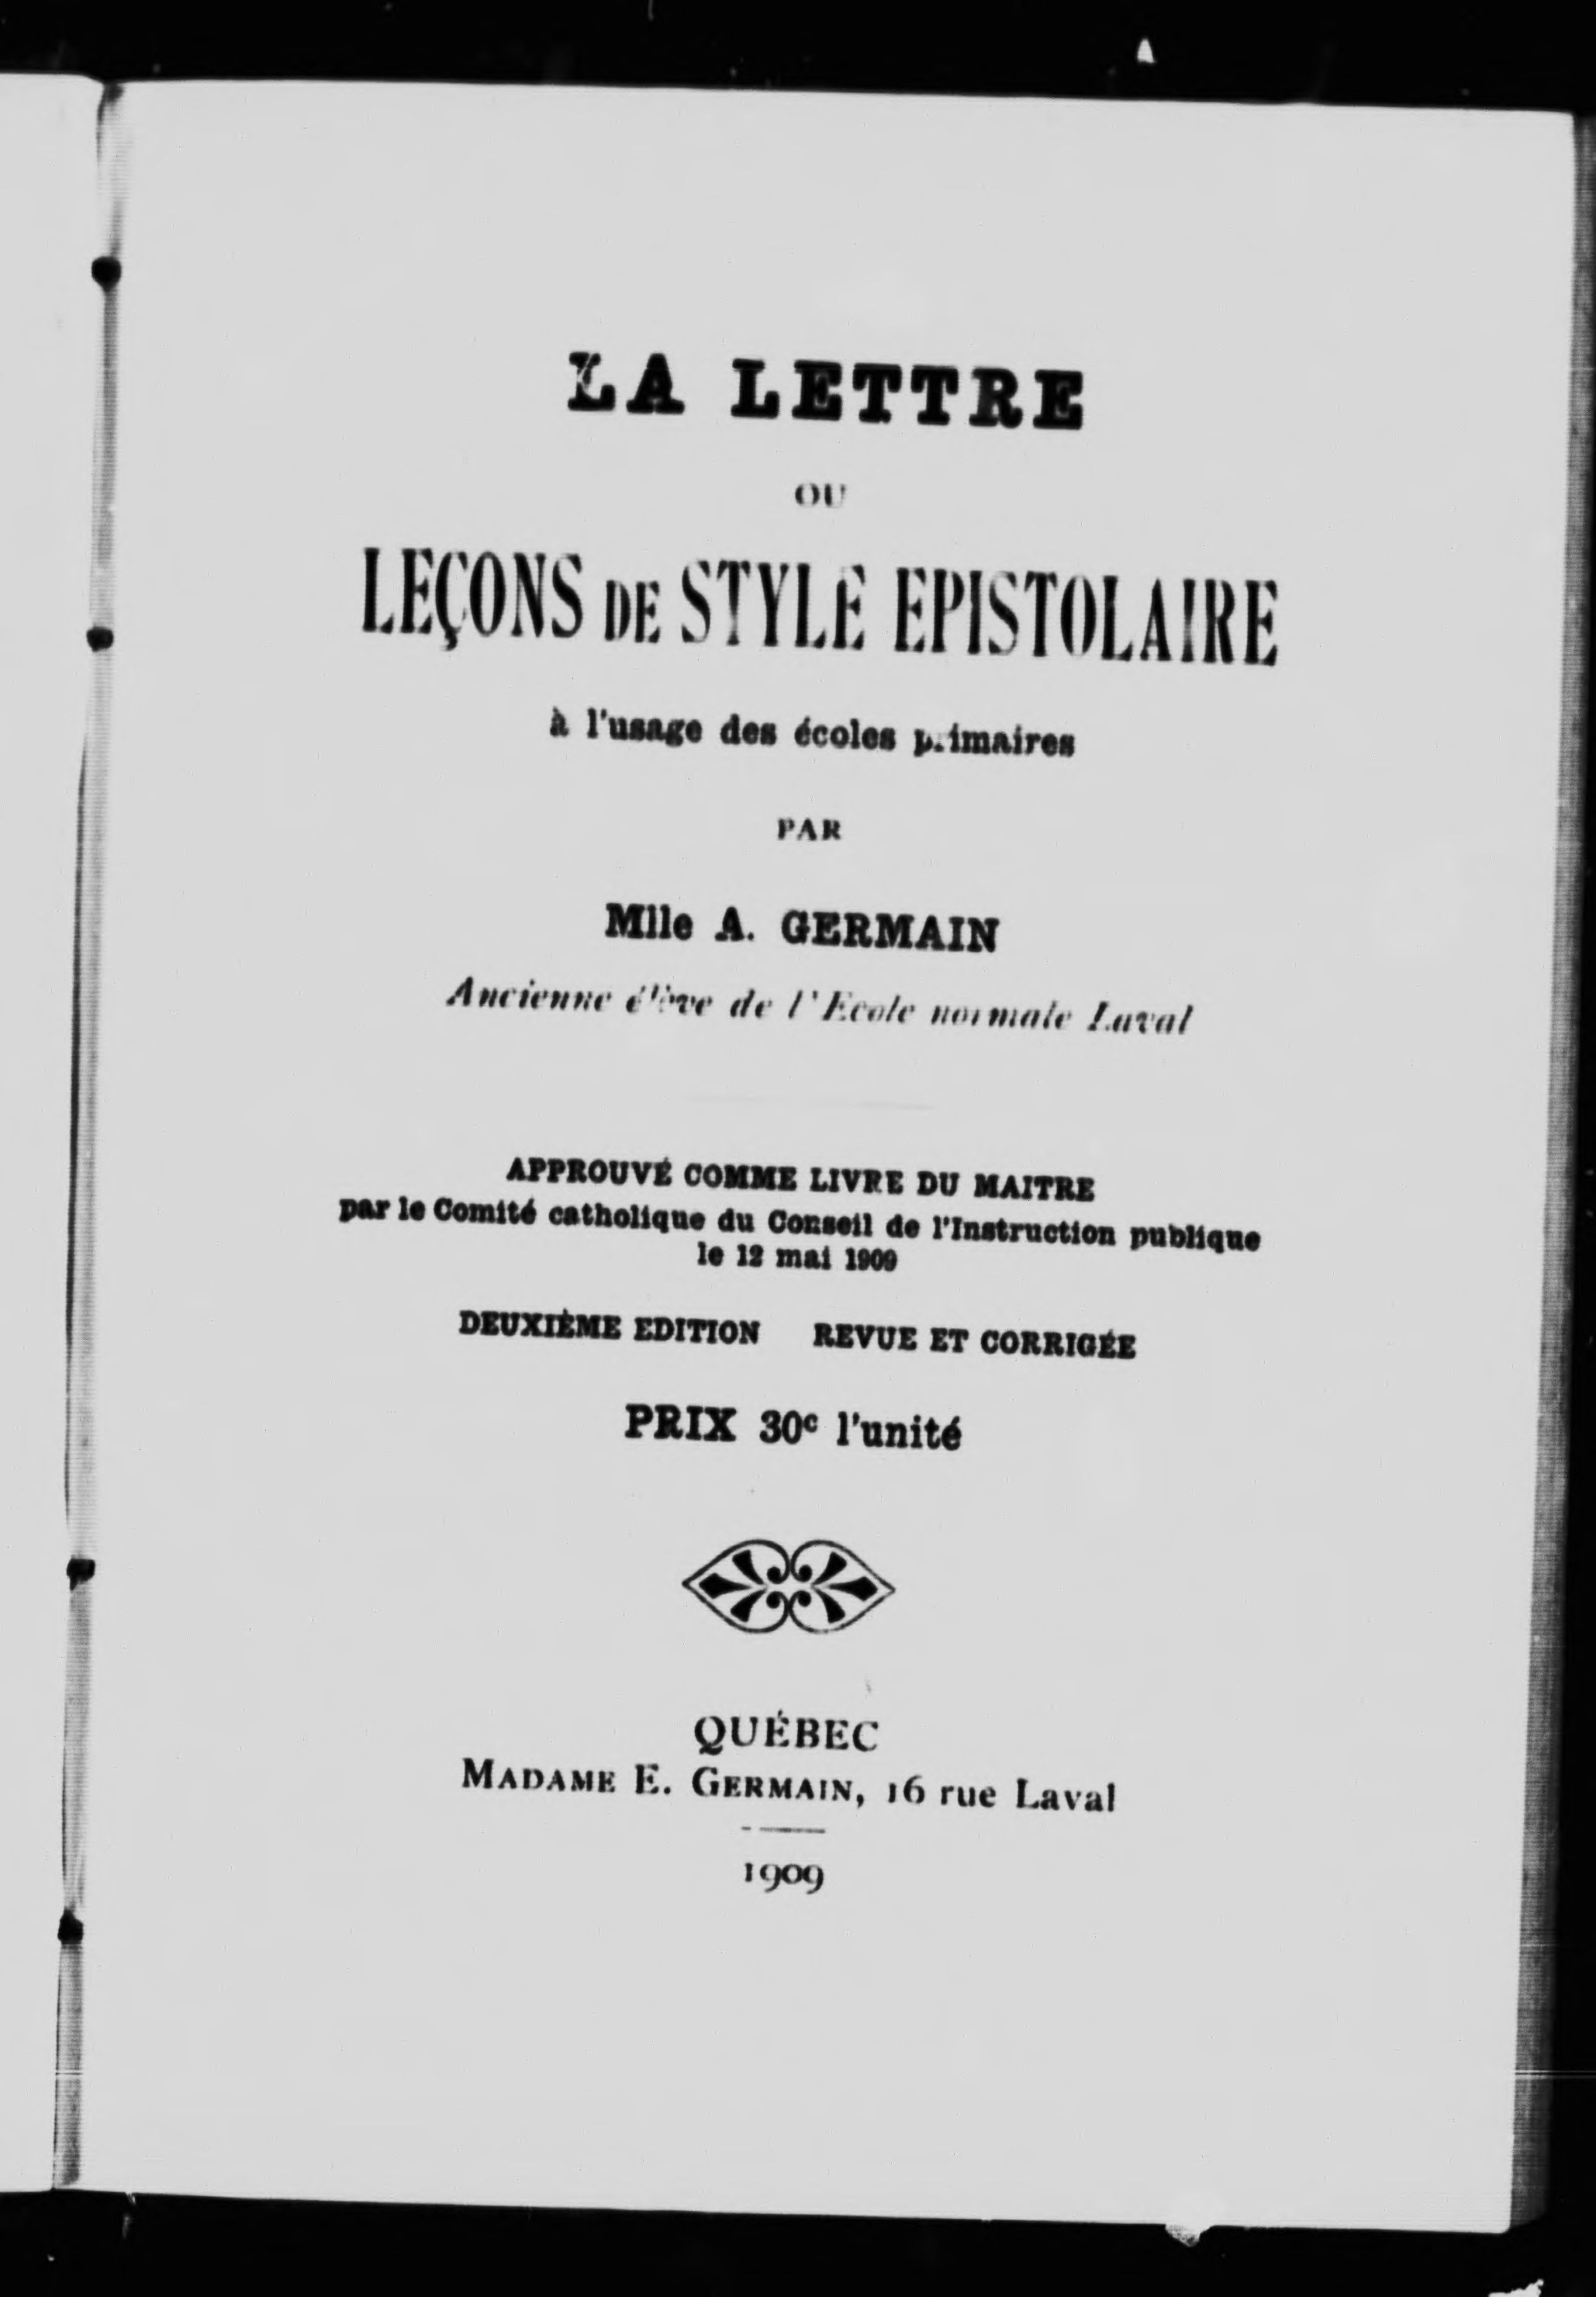 LA LETTRE
OU
LEÇONS DE STYLE EPISTOLAIRE
à l'usage des écoles primaires
PAR
Mlle A. GERMAIN
Ancienne élève de l'Ecole normale Laval
APPROUVÉ COMME LIVRE DU MAITRE
par le Comité catholique du Conseil de l'Instruction publique
le 12 mai 1909
DEUXIÈME EDITION REVUE ET CORRIGÉE
PRIX 30c l'unité
QUÉBEC
MADAME E. GERMAIN, 16 rue Laval
1909